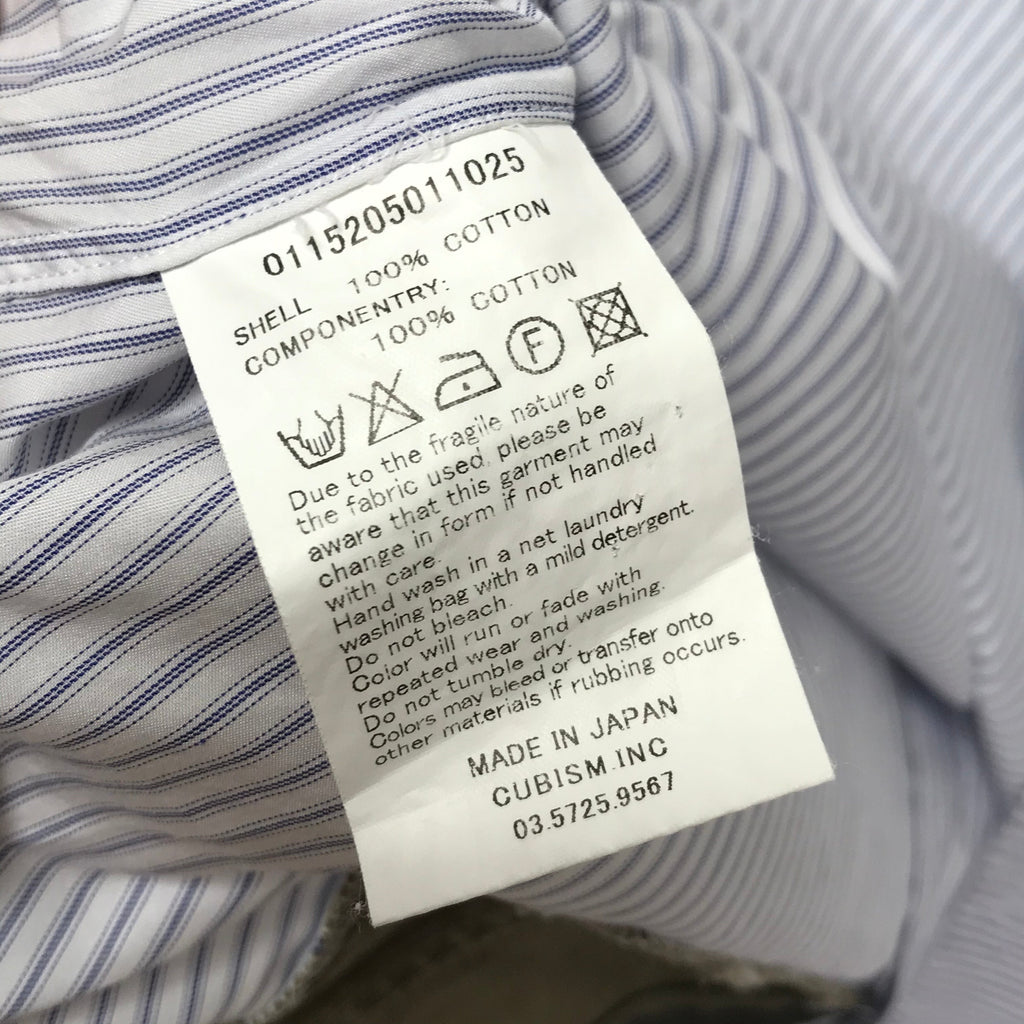 0115205011025
SHELL 100% COTTON
COMPONENTRY:
100% COTTON
F
Due to the fragile nature of
the fabric used, please be
aware that this garment may
change in form if not handled
with care.
Hand wash in a net laundry
washing bag with a mild detergent.
Do not bleach.
Color will run or fade with
repeated wear and washing.
Do not tumble dry.
Colors may bleed or transfer onto
other materials if rubbing occurs.
MADE IN JAPAN
CUBISM.INC
03.5725.9567